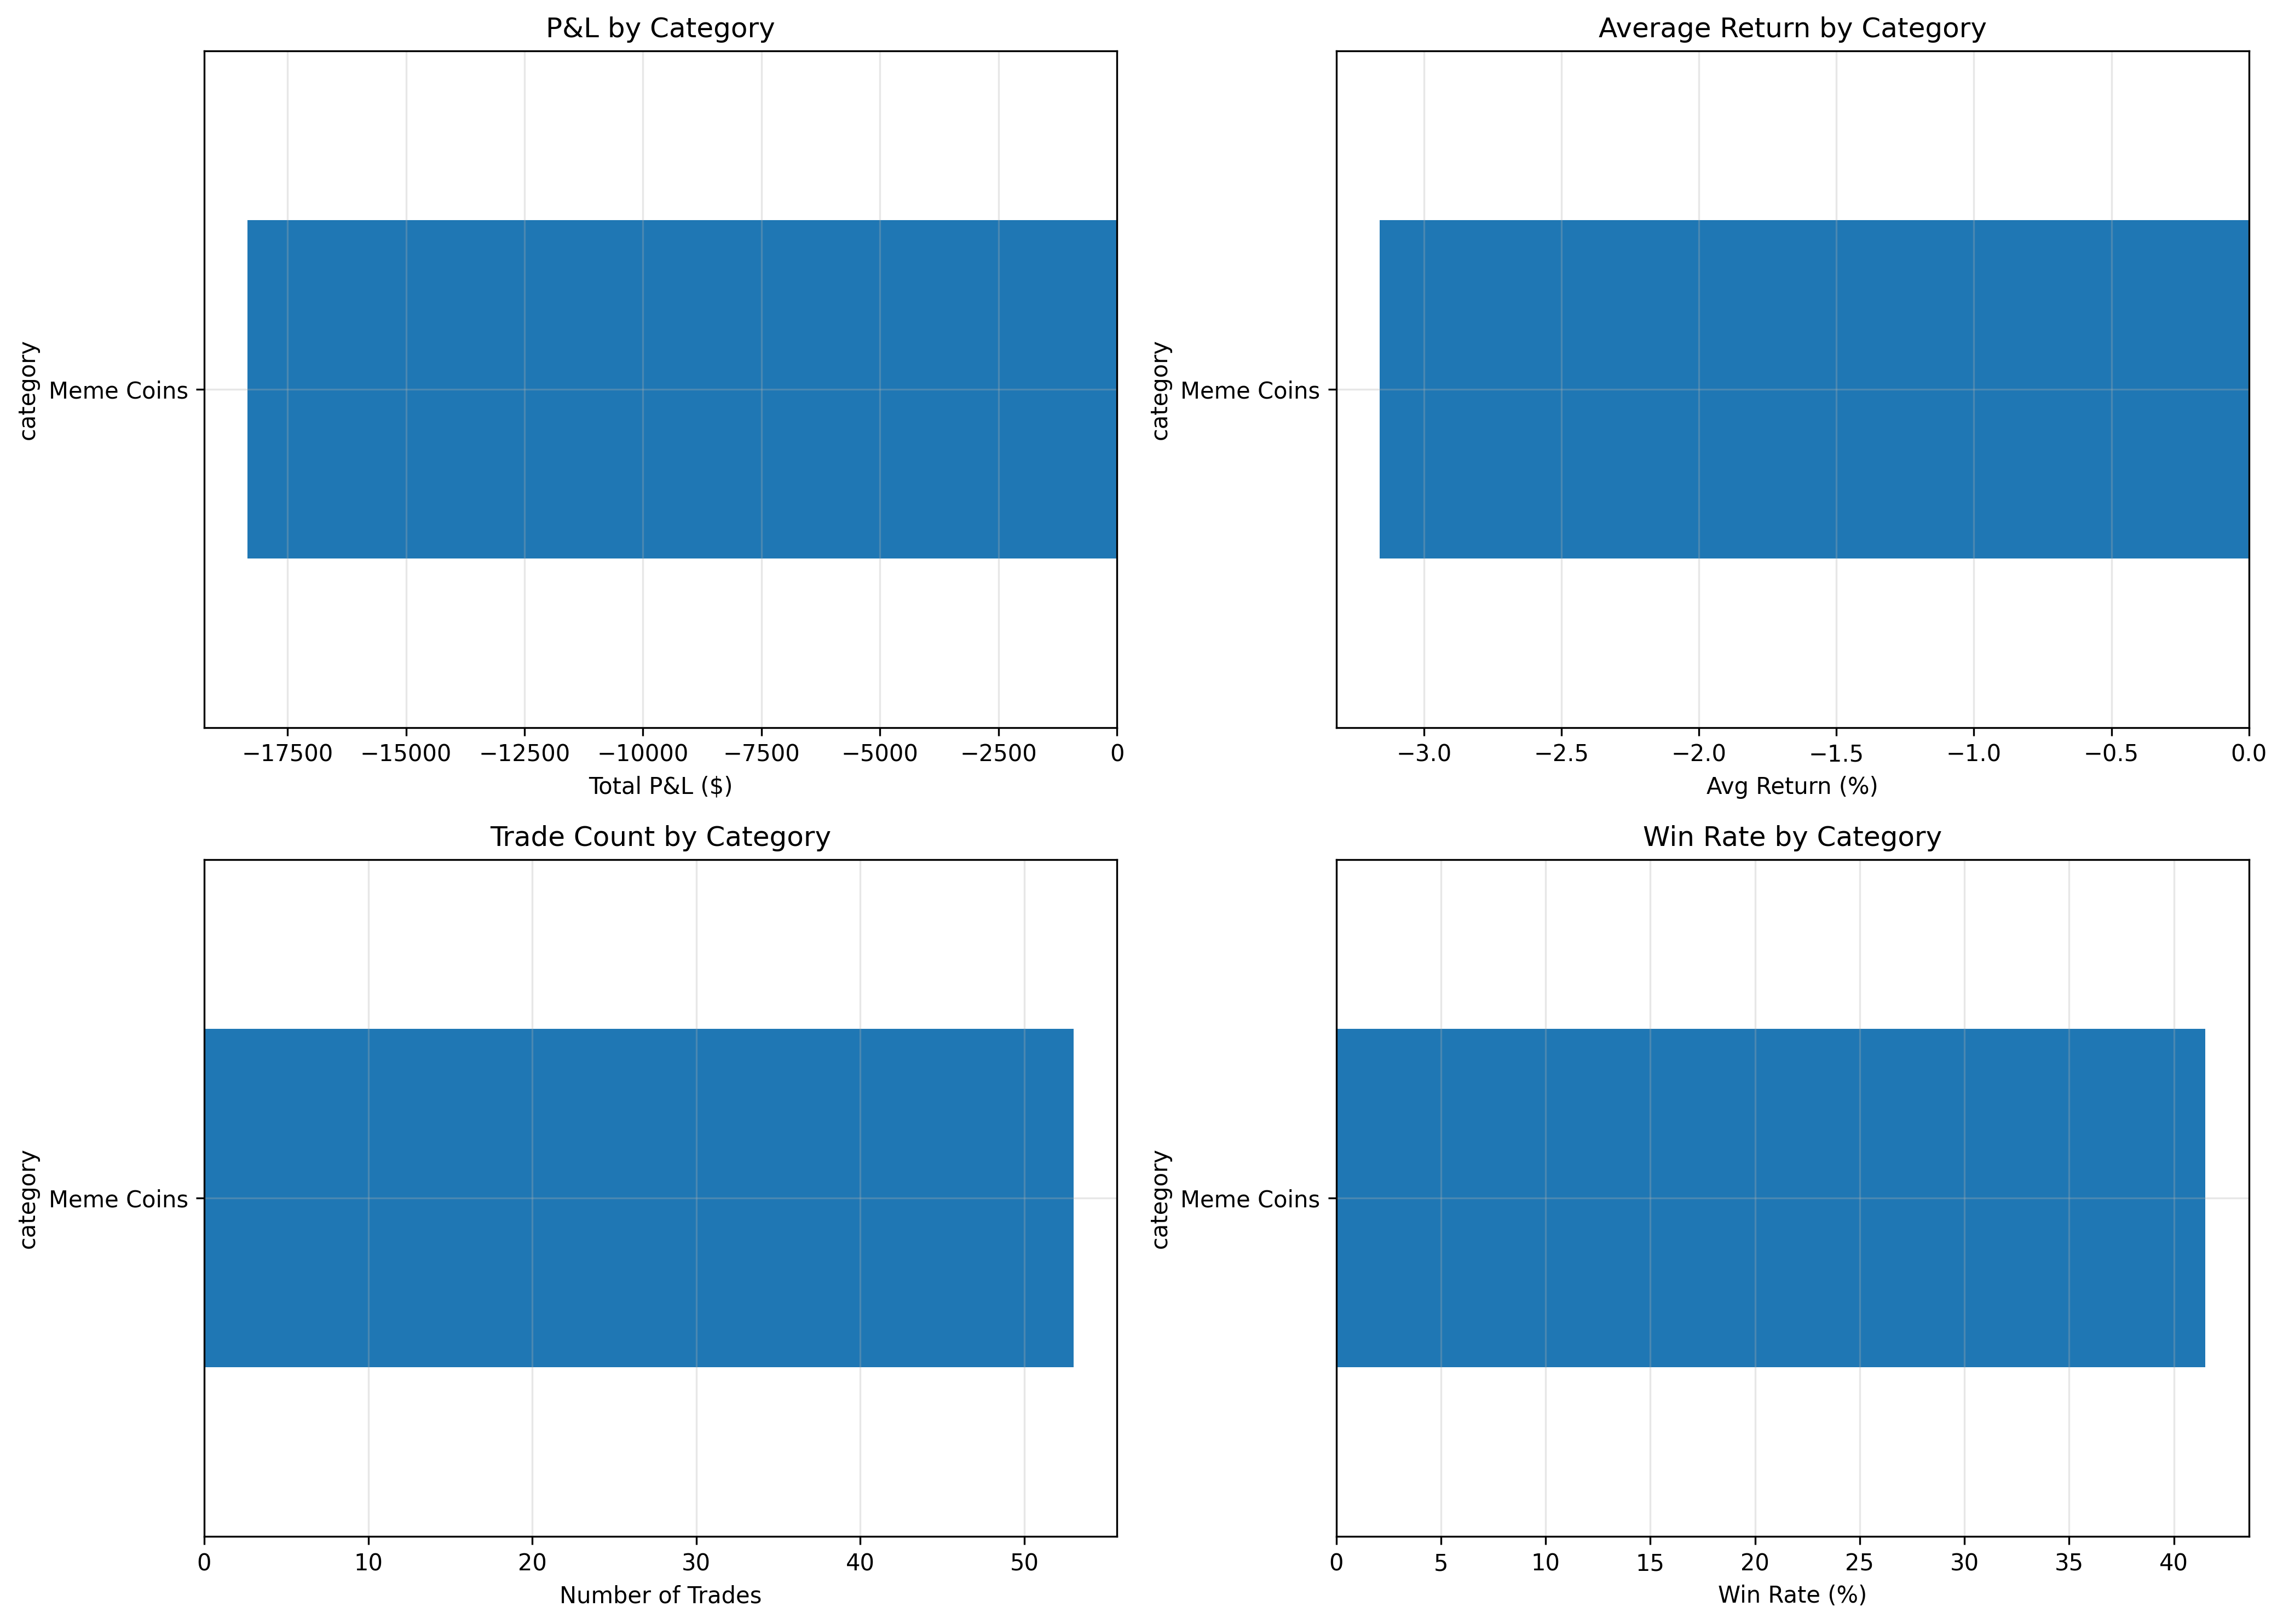 P&L by Category
category
Meme Coins
−17500 −15000 −12500 −10000 −7500 −5000 −2500 0
Total P&L ($)
Average Return by Category
category
Meme Coins
−3.0 −2.5 −2.0 −1.5 −1.0 −0.5 0.0
Avg Return (%)
Trade Count by Category
category
Meme Coins
0 10 20 30 40 50
Number of Trades
Win Rate by Category
category
Meme Coins
0 5 10 15 20 25 30 35 40
Win Rate (%)